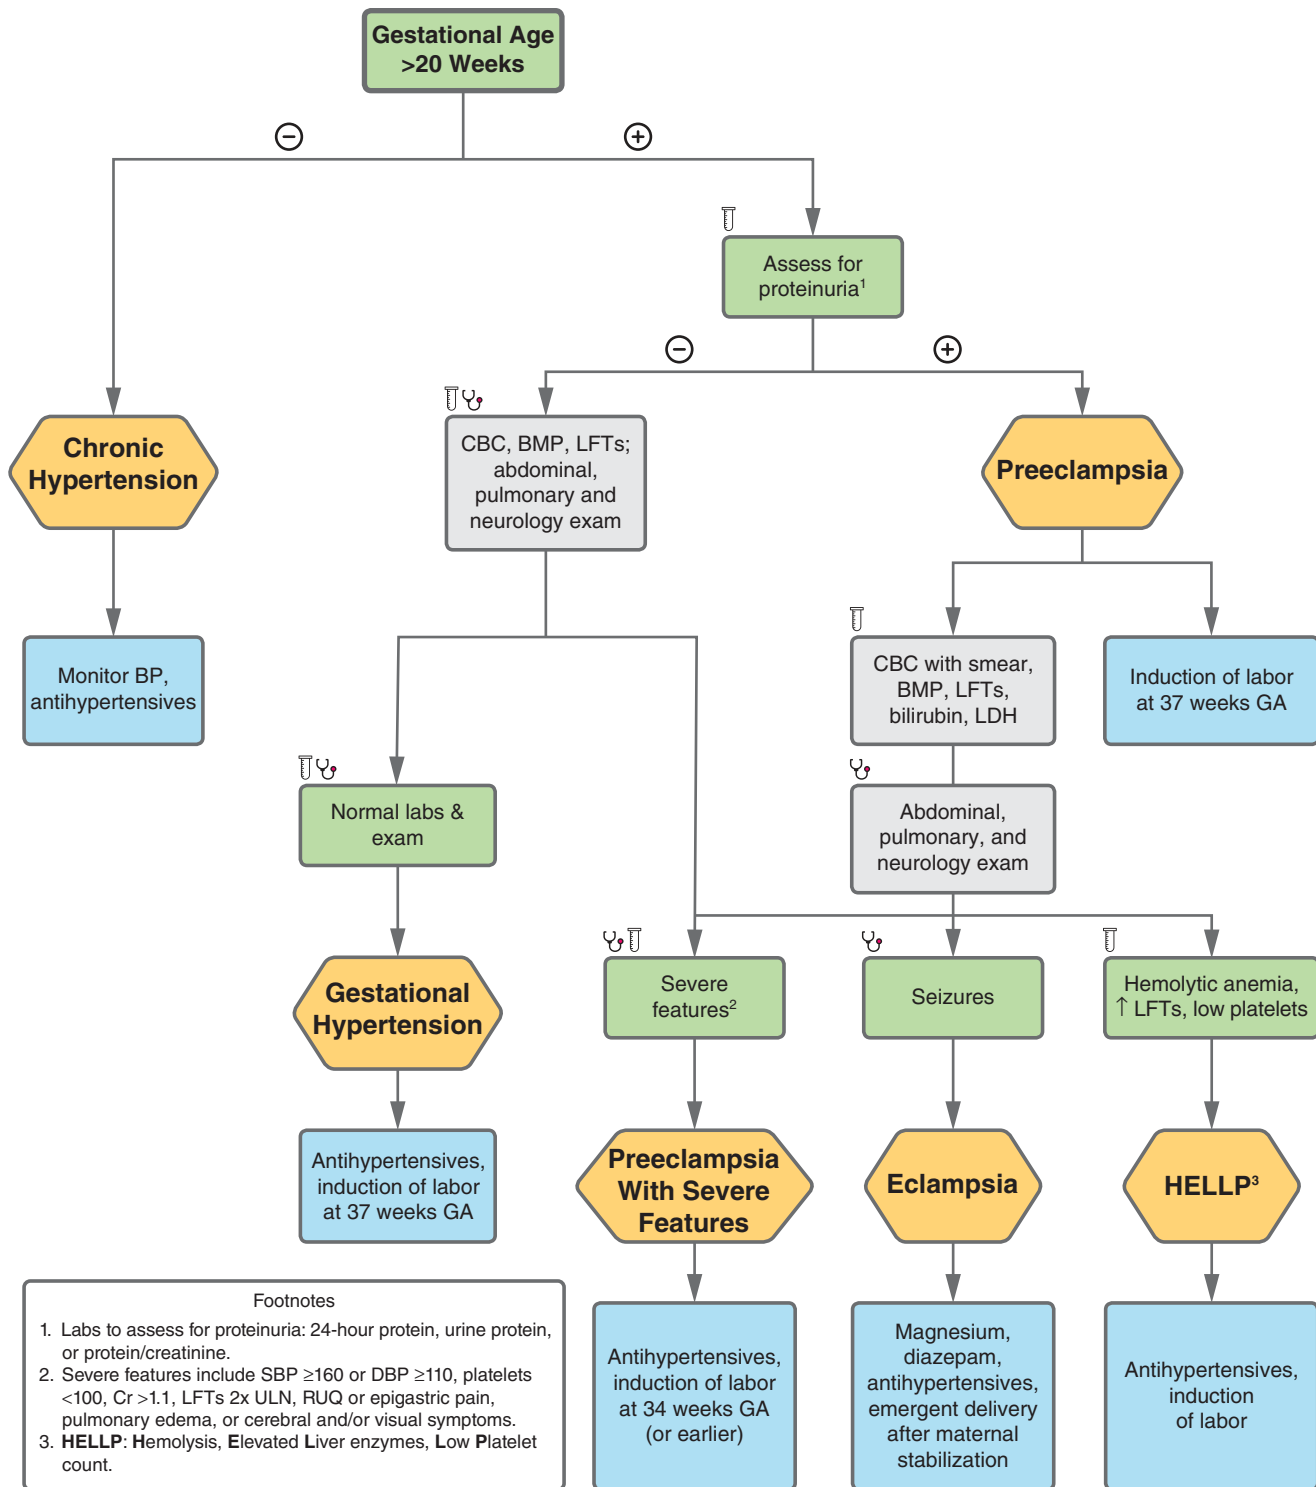 Gestational Age
>20 Weeks
−
+
Assess for
proteinuria1
−
+
Chronic
Hypertension
CBC, BMP, LFTs;
abdominal,
pulmonary and
neurology exam
Preeclampsia
Monitor BP,
antihypertensives
CBC with smear,
BMP, LFTs,
bilirubin, LDH
Induction of labor
at 37 weeks GA
Normal labs &
exam
Abdominal,
pulmonary, and
neurology exam
Gestational
Hypertension
Severe
features2
Seizures
Hemolytic anemia,
↑ LFTs, low platelets
Antihypertensives,
induction of labor
at 37 weeks GA
Preeclampsia
With Severe
Features
Eclampsia
HELLP3
Antihypertensives,
induction of labor
at 34 weeks GA
(or earlier)
Magnesium,
diazepam,
antihypertensives,
emergent delivery
after maternal
stabilization
Antihypertensives,
induction
of labor
Footnotes
1. Labs to assess for proteinuria: 24-hour protein, urine protein,
or protein/creatinine.
2. Severe features include SBP ≥160 or DBP ≥110, platelets
<100, Cr >1.1, LFTs 2x ULN, RUQ or epigastric pain,
pulmonary edema, or cerebral and/or visual symptoms.
3. HELLP: Hemolysis, Elevated Liver enzymes, Low Platelet
count.